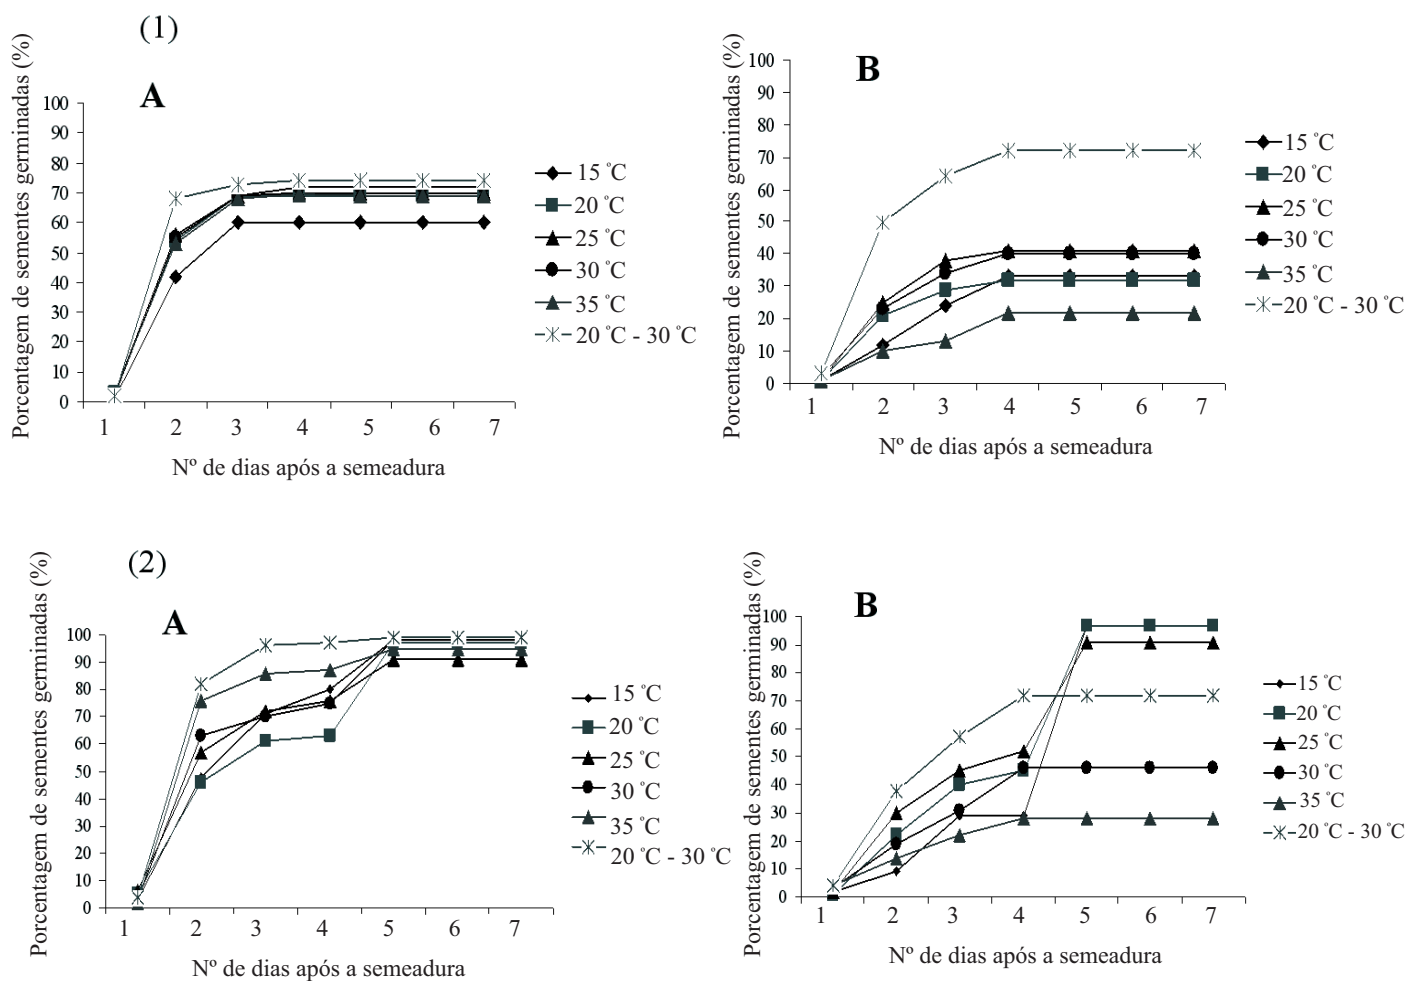 (1)
A
Porcentagem de sementes germinadas (%)
100
90
80
70
60
50
40
30
20
10
0
1 2 3 4 5 6 7
Nº de dias após a semeadura
15 °C
20 °C
25 °C
30 °C
35 °C
20 °C - 30 °C
B
Porcentagem de sementes germinadas (%)
100
90
80
70
60
50
40
30
20
10
0
1 2 3 4 5 6 7
Nº de dias após a semeadura
15 °C
20 °C
25 °C
30 °C
35 °C
20 °C - 30 °C
(2)
A
Porcentagem de sementes germinadas (%)
100
90
80
70
60
50
40
30
20
10
0
1 2 3 4 5 6 7
Nº de dias após a semeadura
15 °C
20 °C
25 °C
30 °C
35 °C
20 °C - 30 °C
B
Porcentagem de sementes germinadas (%)
100
90
80
70
60
50
40
30
20
10
0
1 2 3 4 5 6 7
Nº de dias após a semeadura
15 °C
20 °C
25 °C
30 °C
35 °C
20 °C - 30 °C